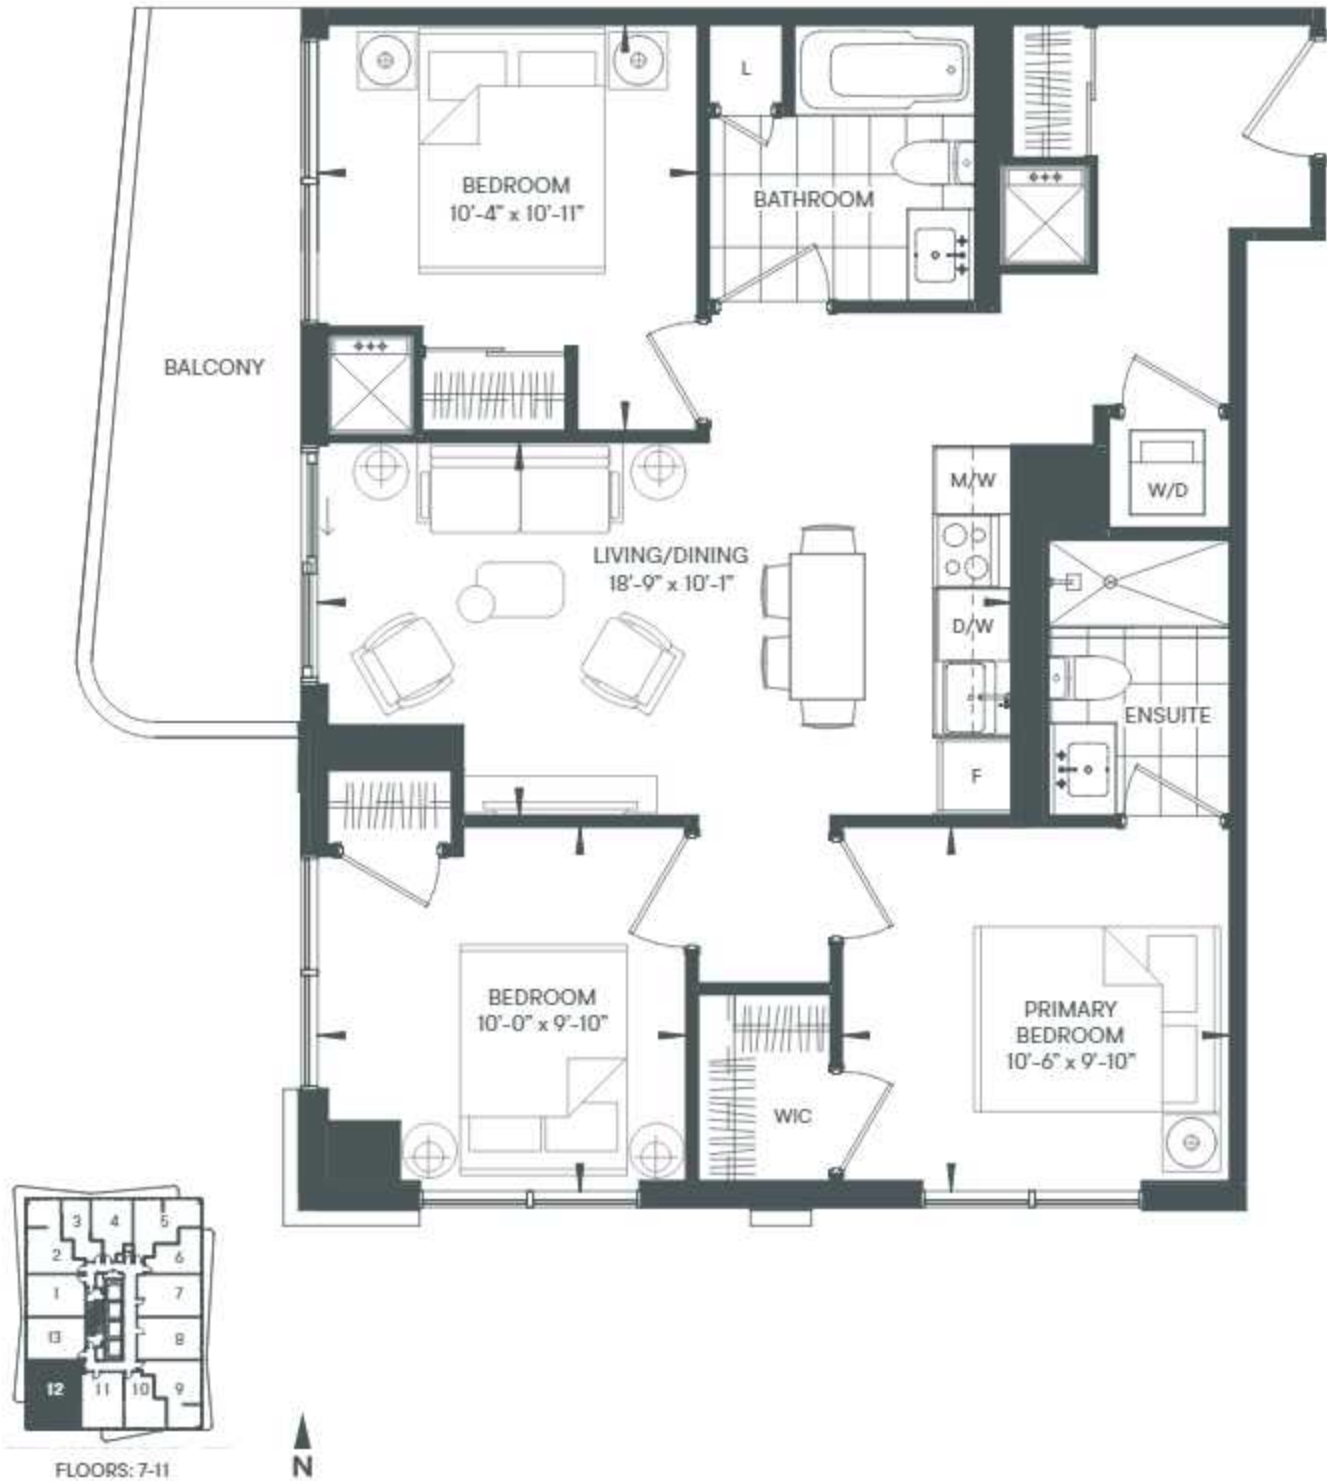 L
BEDROOM
10'-4" x 10'-11"
BATHROOM
BALCONY
M/W
W/D
LIVING/DINING
18'-9" x 10'-1"
D/W
ENSUITE
F
BEDROOM
10'-0" x 9'-10"
PRIMARY
BEDROOM
10'-6" x 9'-10"
WIC
3 4 5
2 6
1 7
13 8
12 11 10 9
FLOORS: 7-11
N